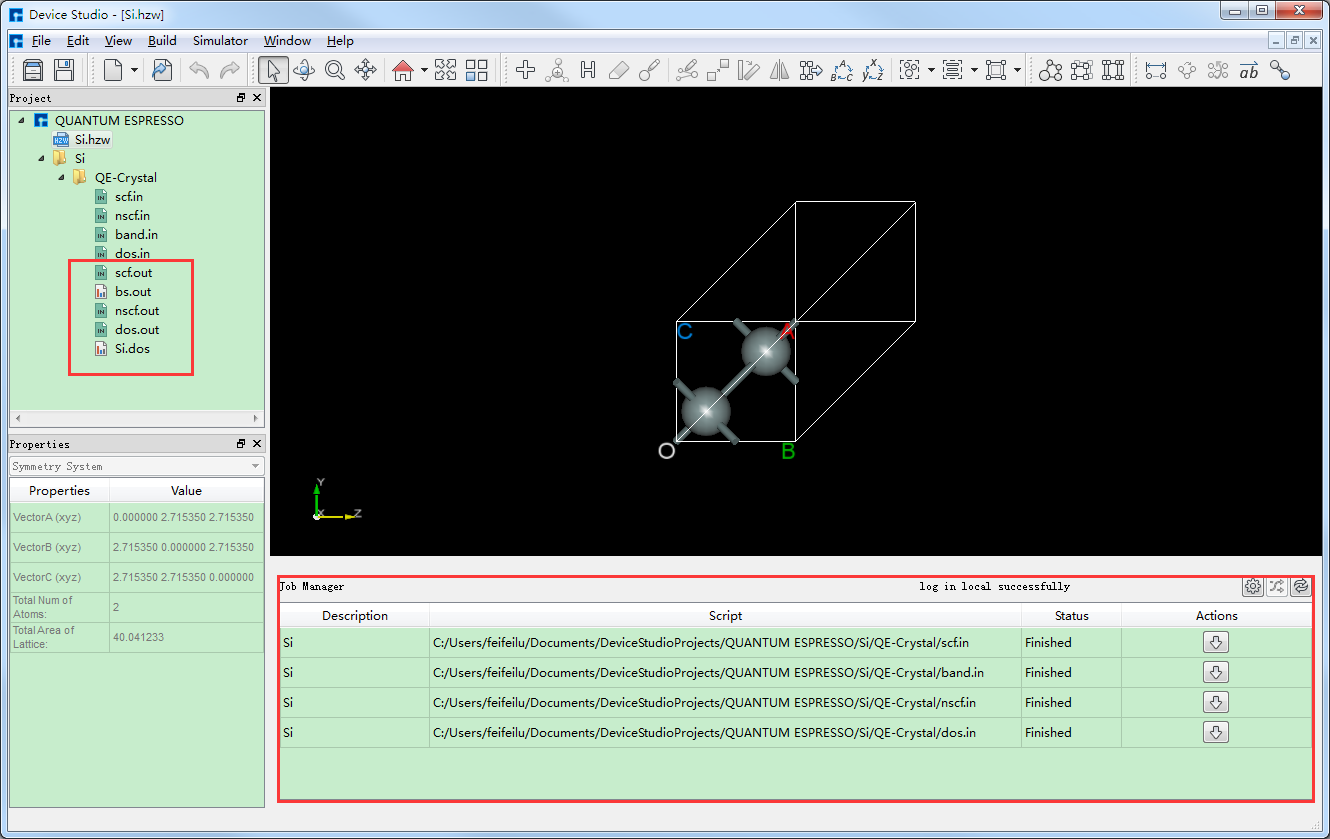 Device Studio - [Si.hzw]
File Edit View Build Simulator Window Help
Project
QUANTUM ESPRESSO
Si.hzw
Si
QE-Crystal
scf.in
nscf.in
band.in
dos.in
scf.out
bs.out
nscf.out
dos.out
Si.dos
C
A
O
B
Y
X
Z
Properties
Symmetry System
Properties Value
VectorA (xyz) 0.000000 2.715350 2.715350
VectorB (xyz) 2.715350 0.000000 2.715350
VectorC (xyz) 2.715350 2.715350 0.000000
Total Num of
Atoms: 2
Total Area of
Lattice: 40.041233
Job Manager log in local successfully
Description Script Status Actions
Si C:/Users/feifeilu/Documents/DeviceStudioProjects/QUANTUM ESPRESSO/Si/QE-Crystal/scf.in Finished
Si C:/Users/feifeilu/Documents/DeviceStudioProjects/QUANTUM ESPRESSO/Si/QE-Crystal/band.in Finished
Si C:/Users/feifeilu/Documents/DeviceStudioProjects/QUANTUM ESPRESSO/Si/QE-Crystal/nscf.in Finished
Si C:/Users/feifeilu/Documents/DeviceStudioProjects/QUANTUM ESPRESSO/Si/QE-Crystal/dos.in Finished